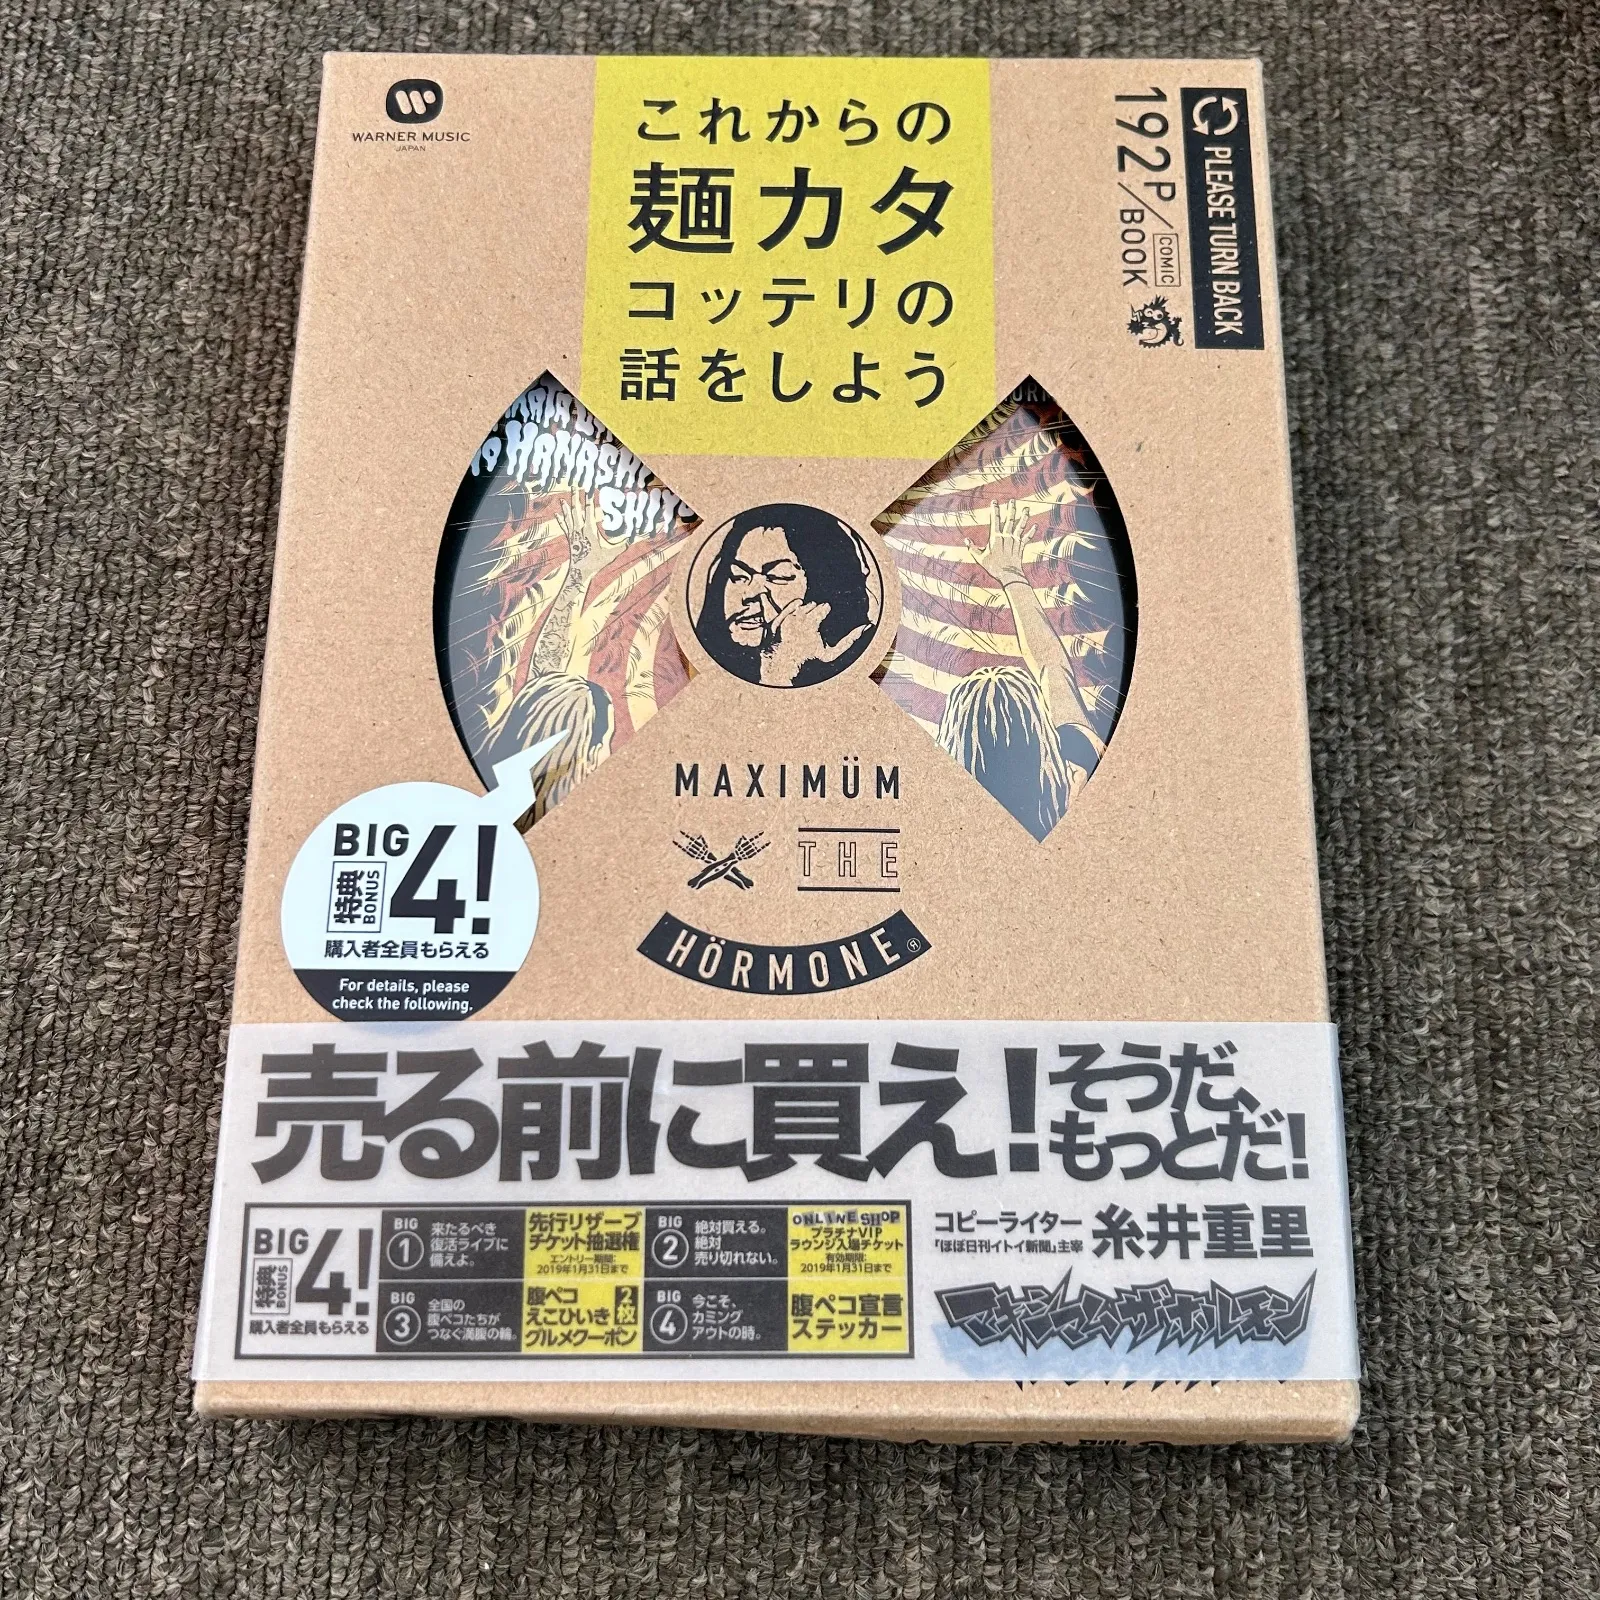 WARNER MUSIC
JAPAN
これからの
麺カタ
コッテリの
話をしよう
PLEASE TURN BACK
192P/COMIC BOOK
HANASHI
MAXIMÜM
THE
HÖRMONE®
BIG
特典
BONUS
4!
購入者全員もらえる
For details, please
check the following.
売る前に買え!
そうだ、
もっとだ!
BIG
特典
BONUS
4!
購入者全員もらえる
BIG
1
来たるべき
復活ライブに
備えよ。
先行リザーブ
チケット抽選権
エントリー期間:
2019年1月31日まで
BIG
2
絶対買える。
絶対
売り切れない。
ONLINE SHOP
プラチナVIP
ラウンジ入場チケット
有効期限:
2019年1月31日まで
BIG
3
全国の
腹ペコたちが
つなぐ満腹の輪。
腹ペコ
えこひいき
グルメクーポン
2枚
BIG
4
今こそ、
カミング
アウトの時。
腹ペコ宣言
ステッカー
コピーライター
「ほぼ日刊イトイ新聞」主宰
糸井重里
マキシマムザホルモン